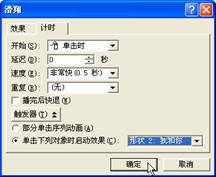 滑翔
效果 计时
开始(S): 单击时
延迟(D): 0 秒
速度(E): 非常快(0.5 秒)
重复(R): (无)
播完后快退(W)
触发器(T)
部分单击序列动画(A)
单击下列对象时启动效果(C): 形状 2: 我和你
确定 取消